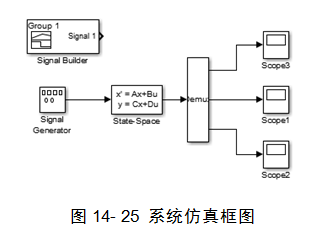 Group 1
Signal 1
Signal Builder
Scope3
x' = Ax+Bu
y = Cx+Du
Demux
Signal
Generator
State-Space
Scope1
Scope2
图 14- 25 系统仿真框图